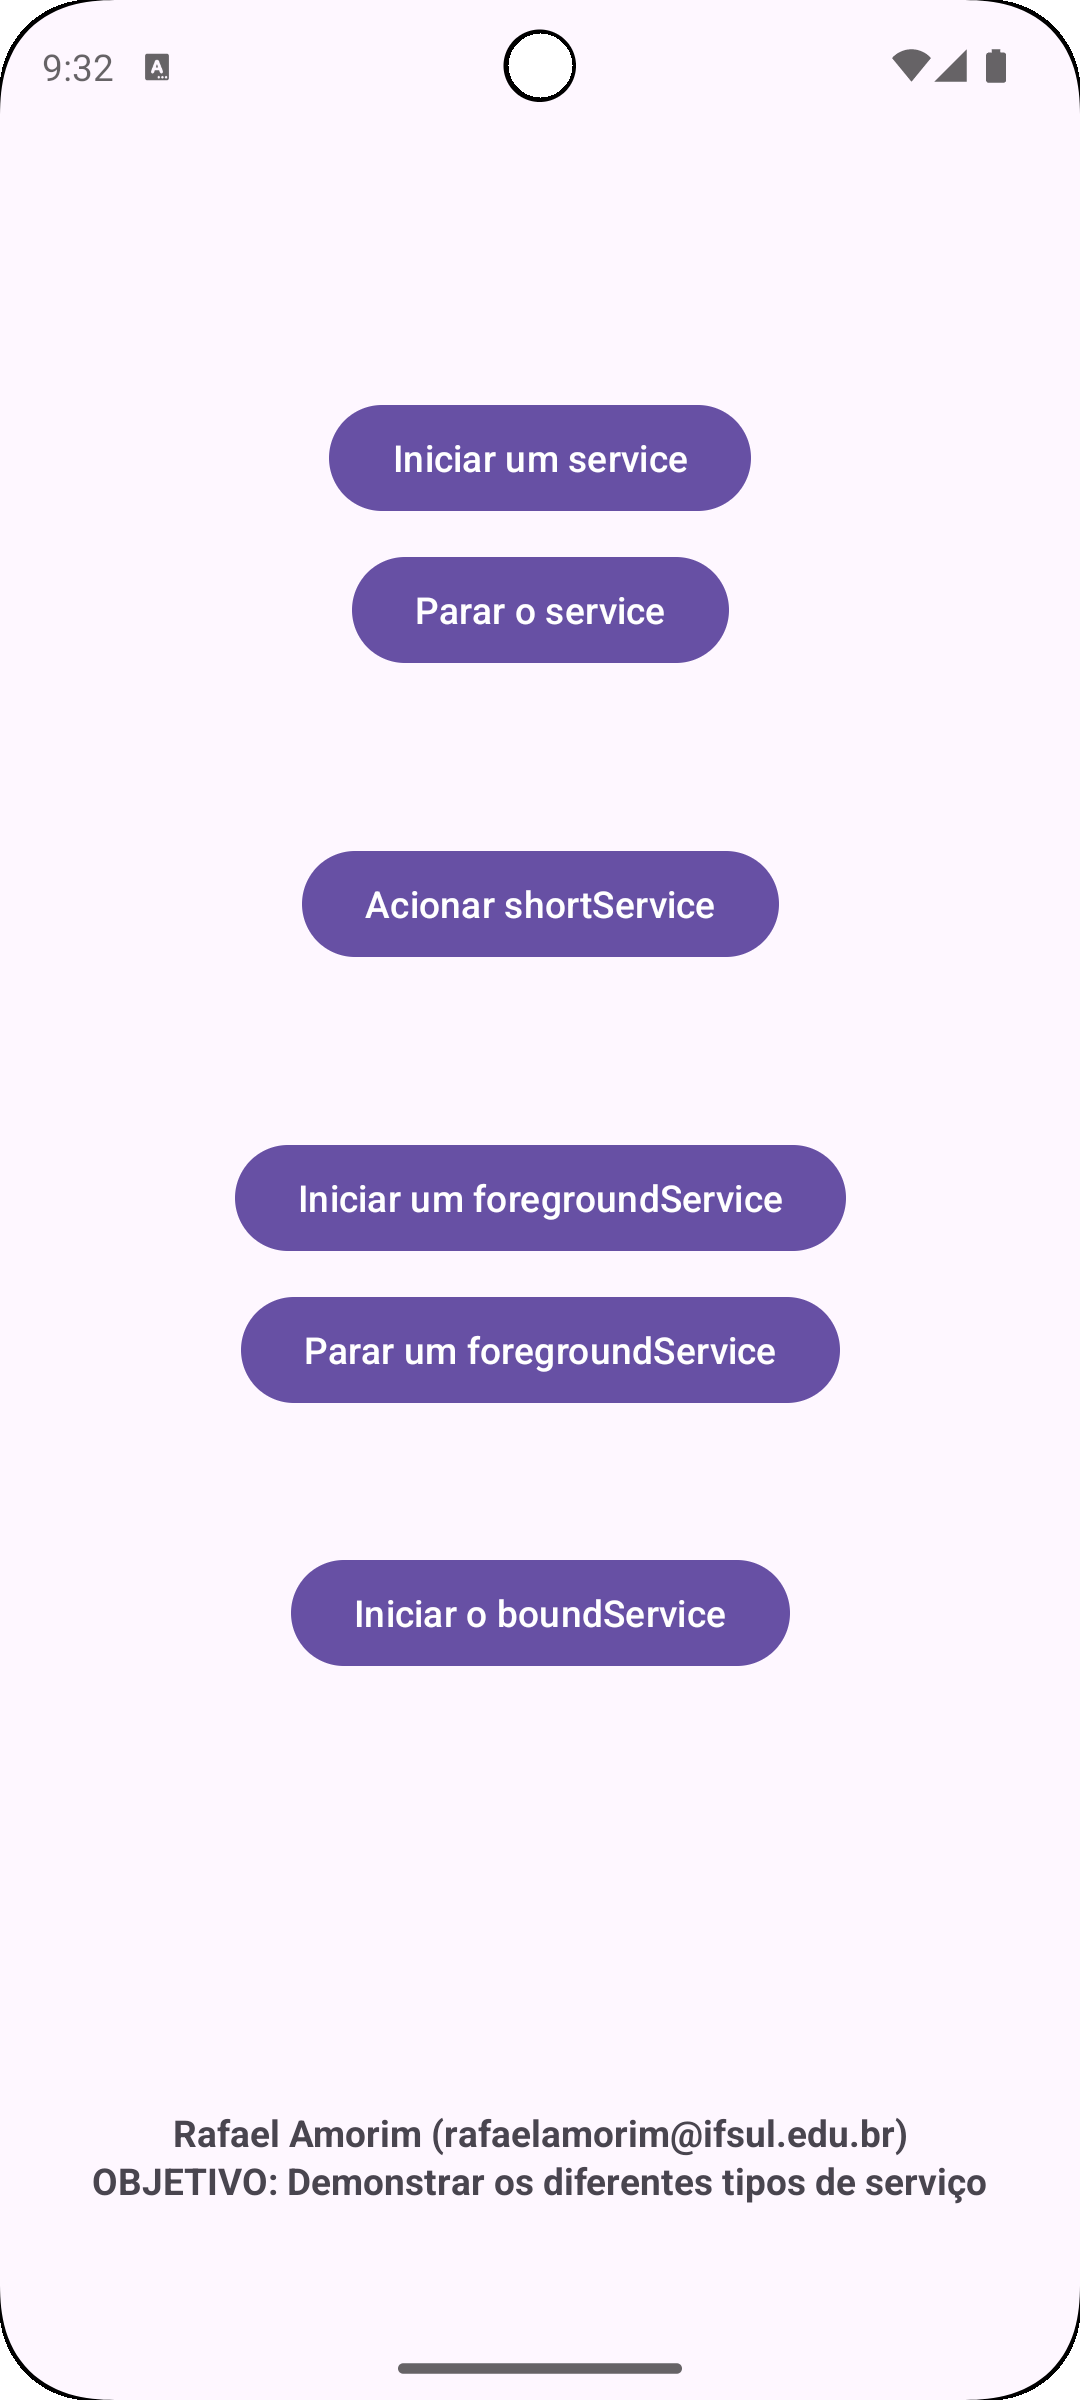 9:32
Iniciar um service
Parar o service
Acionar shortService
Iniciar um foregroundService
Parar um foregroundService
Iniciar o boundService
Rafael Amorim (rafaelamorim@ifsul.edu.br)
OBJETIVO: Demonstrar os diferentes tipos de serviço